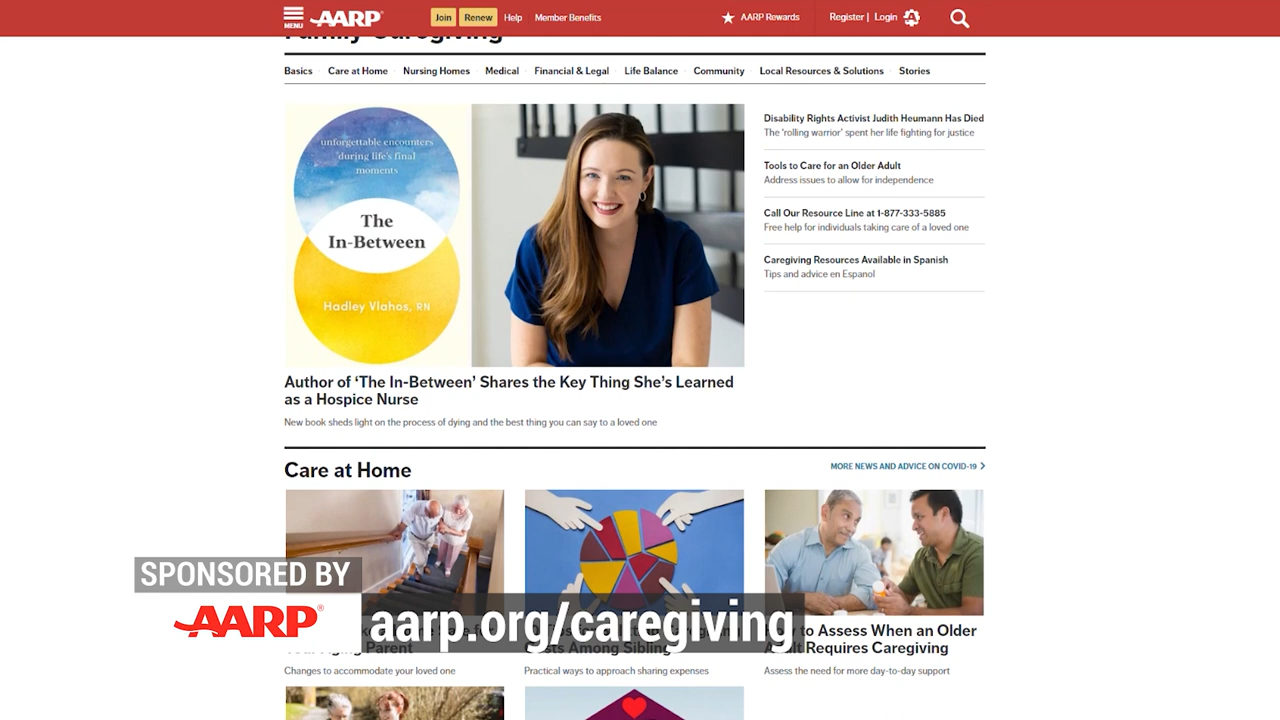 MENU
AARP®
Join
Renew
Help
Member Benefits
AARP Rewards
Register |
Login
Family Caregiving
Basics
Care at Home
Nursing Homes
Medical
Financial & Legal
Life Balance
Community
Local Resources & Solutions
Stories
unforgettable encounters
during life's final
moments
The
In-Between
Hadley Vlahos, RN
Author of 'The In-Between' Shares the Key Thing She's Learned
as a Hospice Nurse
New book sheds light on the process of dying and the best thing you can say to a loved one
Disability Rights Activist Judith Heumann Has Died
The 'rolling warrior' spent her life fighting for justice
Tools to Care for an Older Adult
Address issues to allow for independence
Call Our Resource Line at 1-877-333-5885
Free help for individuals taking care of a loved one
Caregiving Resources Available in Spanish
Tips and advice en Espanol
Care at Home
MORE NEWS AND ADVICE ON COVID-19
SPONSORED BY
AARP®
aarp.org/caregiving
Parent
Changes to accommodate your loved one
Costs Among Siblings
Practical ways to approach sharing expenses
to Assess When an Older
Adult Requires Caregiving
Assess the need for more day-to-day support